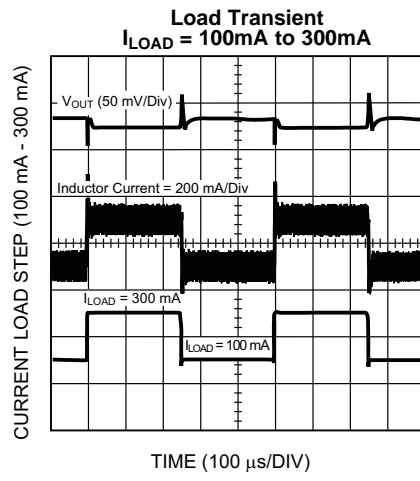 Load Transient
ILOAD = 100mA to 300mA
VOUT (50 mV/Div)
Inductor Current = 200 mA/Div
ILOAD = 300 mA
ILOAD = 100 mA
CURRENT LOAD STEP (100 mA - 300 mA)
TIME (100 μs/DIV)